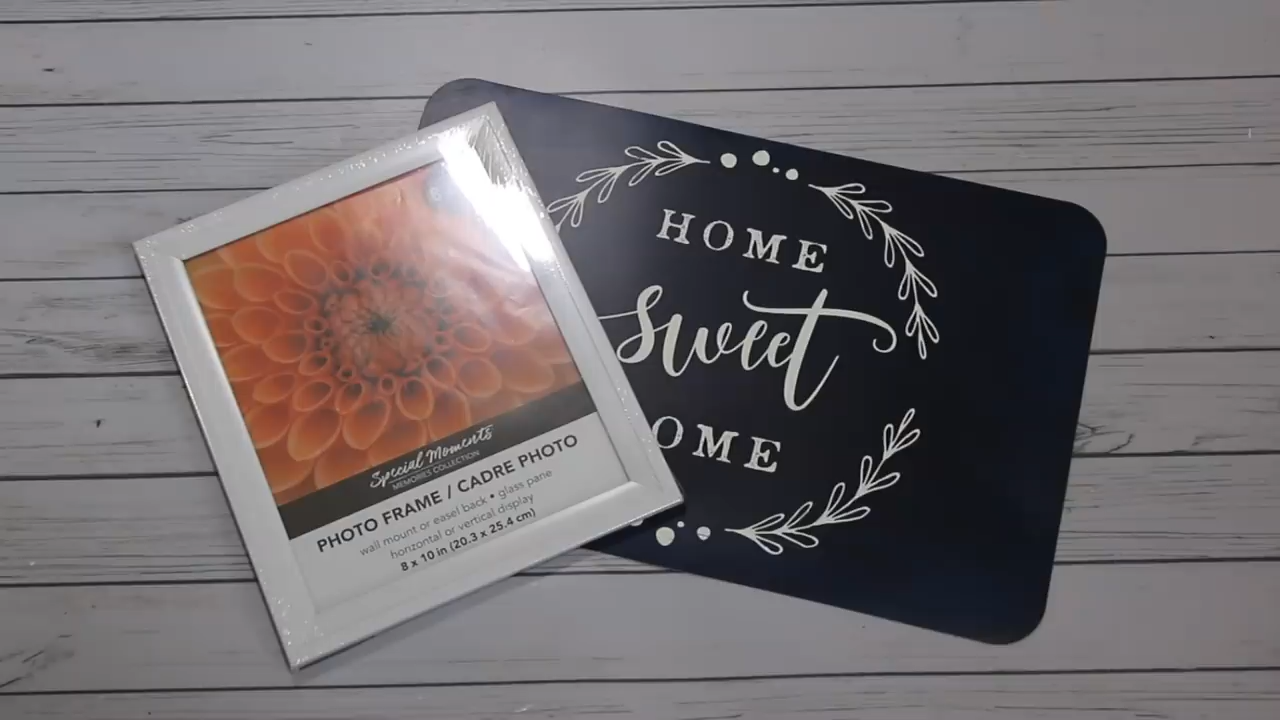 Special Moments
MEMORIES COLLECTION
PHOTO FRAME / CADRE PHOTO
wall mount or easel back • glass pane
horizontal or vertical display
8 x 10 in (20.3 x 25.4 cm)
HOME
Sweet
OME